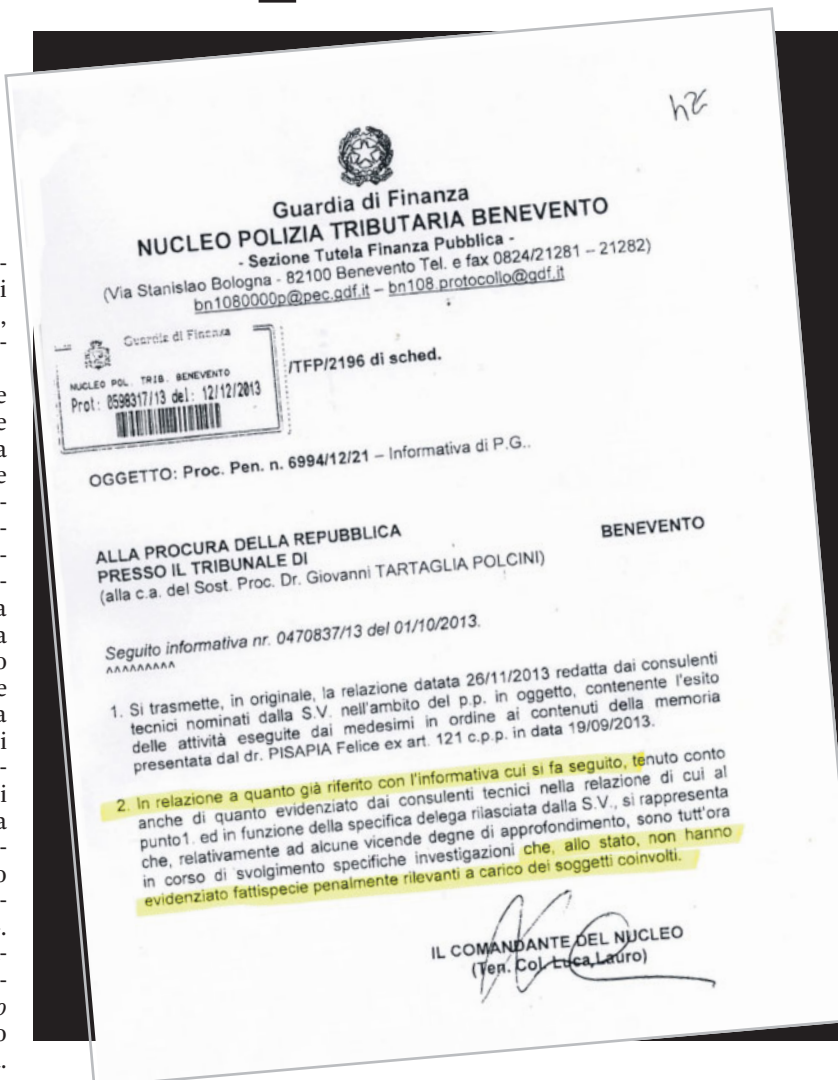 Guardia di Finanza
NUCLEO POLIZIA TRIBUTARIA BENEVENTO
- Sezione Tutela Finanza Pubblica -
(Via Stanislao Bologna - 82100 Benevento Tel. e fax 0824/21281 – 21282)
bn1080000p@pec.gdf.it – bn108.protocollo@gdf.it
Guardia di Finanza
NUCLEO POL. TRIB. BENEVENTO
Prot: 0598317/13 del: 12/12/2013
/TFP/2196 di sched.
OGGETTO: Proc. Pen. n. 6994/12/21 – Informativa di P.G..
ALLA PROCURA DELLA REPUBBLICA
PRESSO IL TRIBUNALE DI BENEVENTO
(alla c.a. del Sost. Proc. Dr. Giovanni TARTAGLIA POLCINI)
Seguito informativa nr. 0470837/13 del 01/10/2013.
^^^^^^^^^
1. Si trasmette, in originale, la relazione datata 26/11/2013 redatta dai consulenti
tecnici nominati dalla S.V. nell'ambito del p.p. in oggetto, contenente l'esito
delle attività eseguite dai medesimi in ordine ai contenuti della memoria
presentata dal dr. PISAPIA Felice ex art. 121 c.p.p. in data 19/09/2013.
2. In relazione a quanto già riferito con l'informativa cui si fa seguito, tenuto conto
anche di quanto evidenziato dai consulenti tecnici nella relazione di cui al
punto1. ed in funzione della specifica delega rilasciata dalla S.V., si rappresenta
che, relativamente ad alcune vicende degne di approfondimento, sono tutt'ora
in corso di svolgimento specifiche investigazioni che, allo stato, non hanno
evidenziato fattispecie penalmente rilevanti a carico dei soggetti coinvolti.
IL COMANDANTE DEL NUCLEO
(Ten. Col. Luca Lauro)